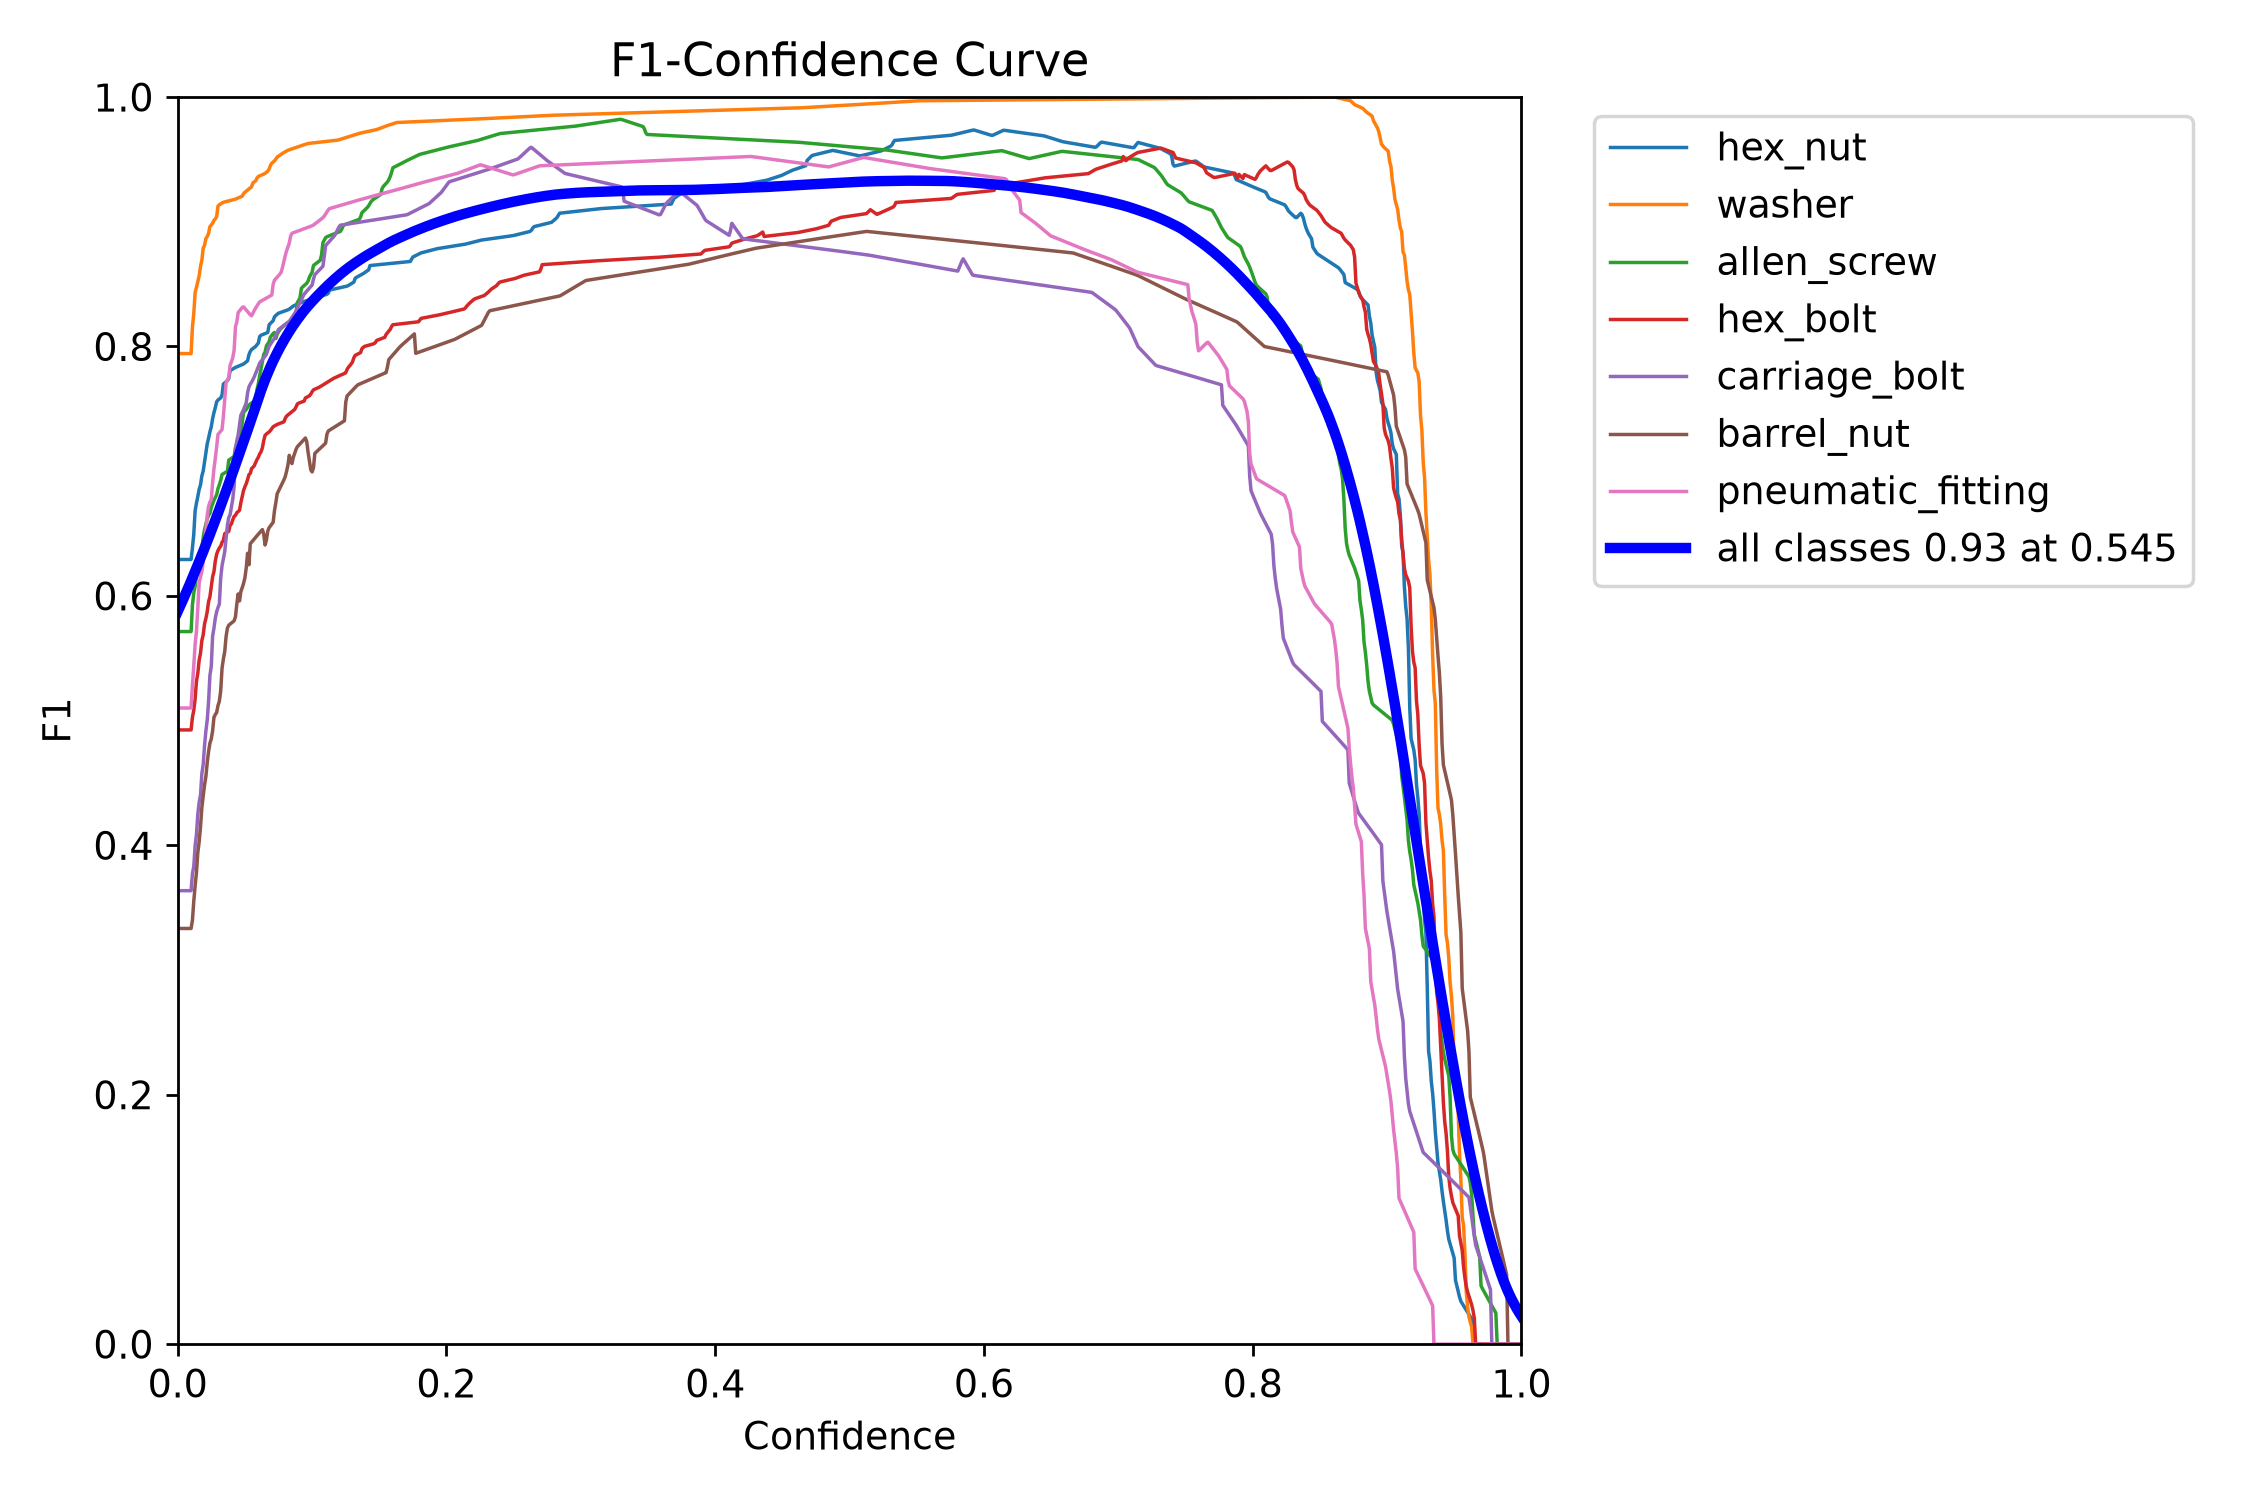 F1-Confidence Curve
1.0
0.8
0.6
0.4
0.2
0.0
F1
0.0 0.2 0.4 0.6 0.8 1.0
Confidence
hex_nut
washer
allen_screw
hex_bolt
carriage_bolt
barrel_nut
pneumatic_fitting
all classes 0.93 at 0.545